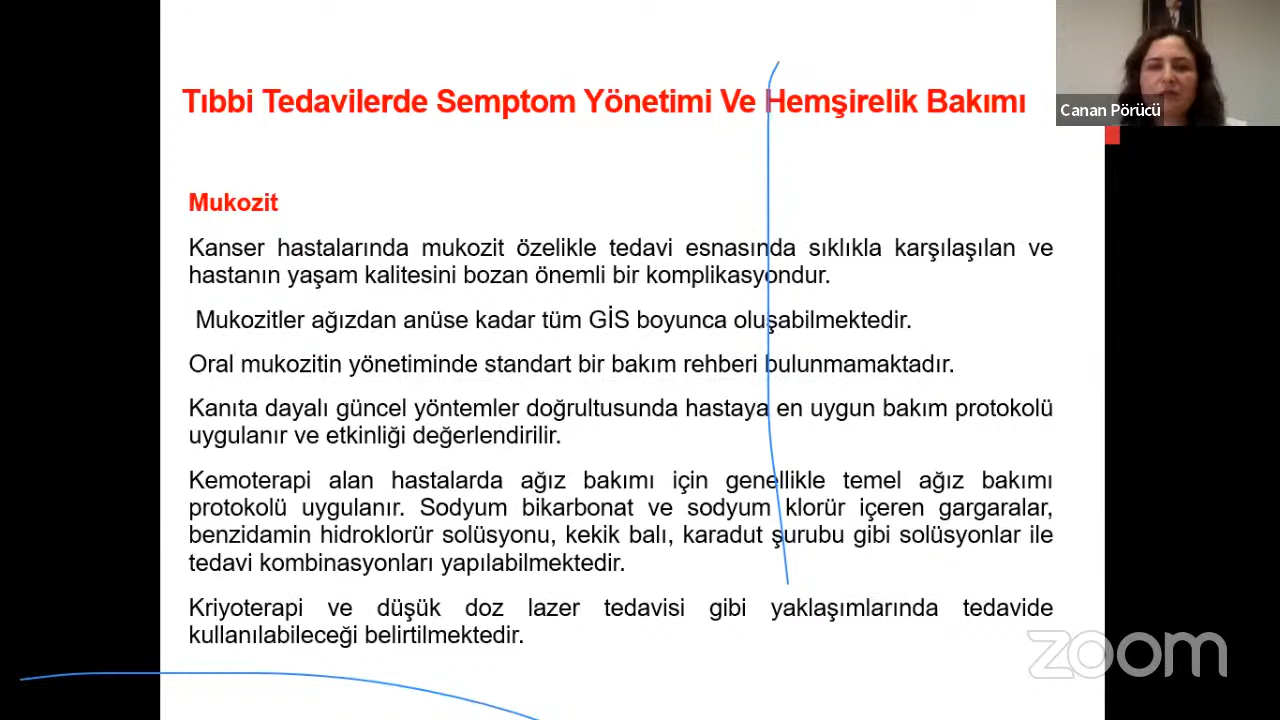 Tıbbi Tedavilerde Semptom Yönetimi Ve Hemşirelik Bakımı
Canan Pörücü
Mukozit
Kanser hastalarında mukozit özelikle tedavi esnasında sıklıkla karşılaşılan ve
hastanın yaşam kalitesini bozan önemli bir komplikasyondur.
Mukozitler ağızdan anüse kadar tüm GİS boyunca oluşabilmektedir.
Oral mukozitin yönetiminde standart bir bakım rehberi bulunmamaktadır.
Kanıta dayalı güncel yöntemler doğrultusunda hastaya en uygun bakım protokolü
uygulanır ve etkinliği değerlendirilir.
Kemoterapi alan hastalarda ağız bakımı için genellikle temel ağız bakımı
protokolü uygulanır. Sodyum bikarbonat ve sodyum klorür içeren gargaralar,
benzidamin hidroklorür solüsyonu, kekik balı, karadut şurubu gibi solüsyonlar ile
tedavi kombinasyonları yapılabilmektedir.
Kriyoterapi ve düşük doz lazer tedavisi gibi yaklaşımlarında tedavide
kullanılabileceği belirtilmektedir.
zoom